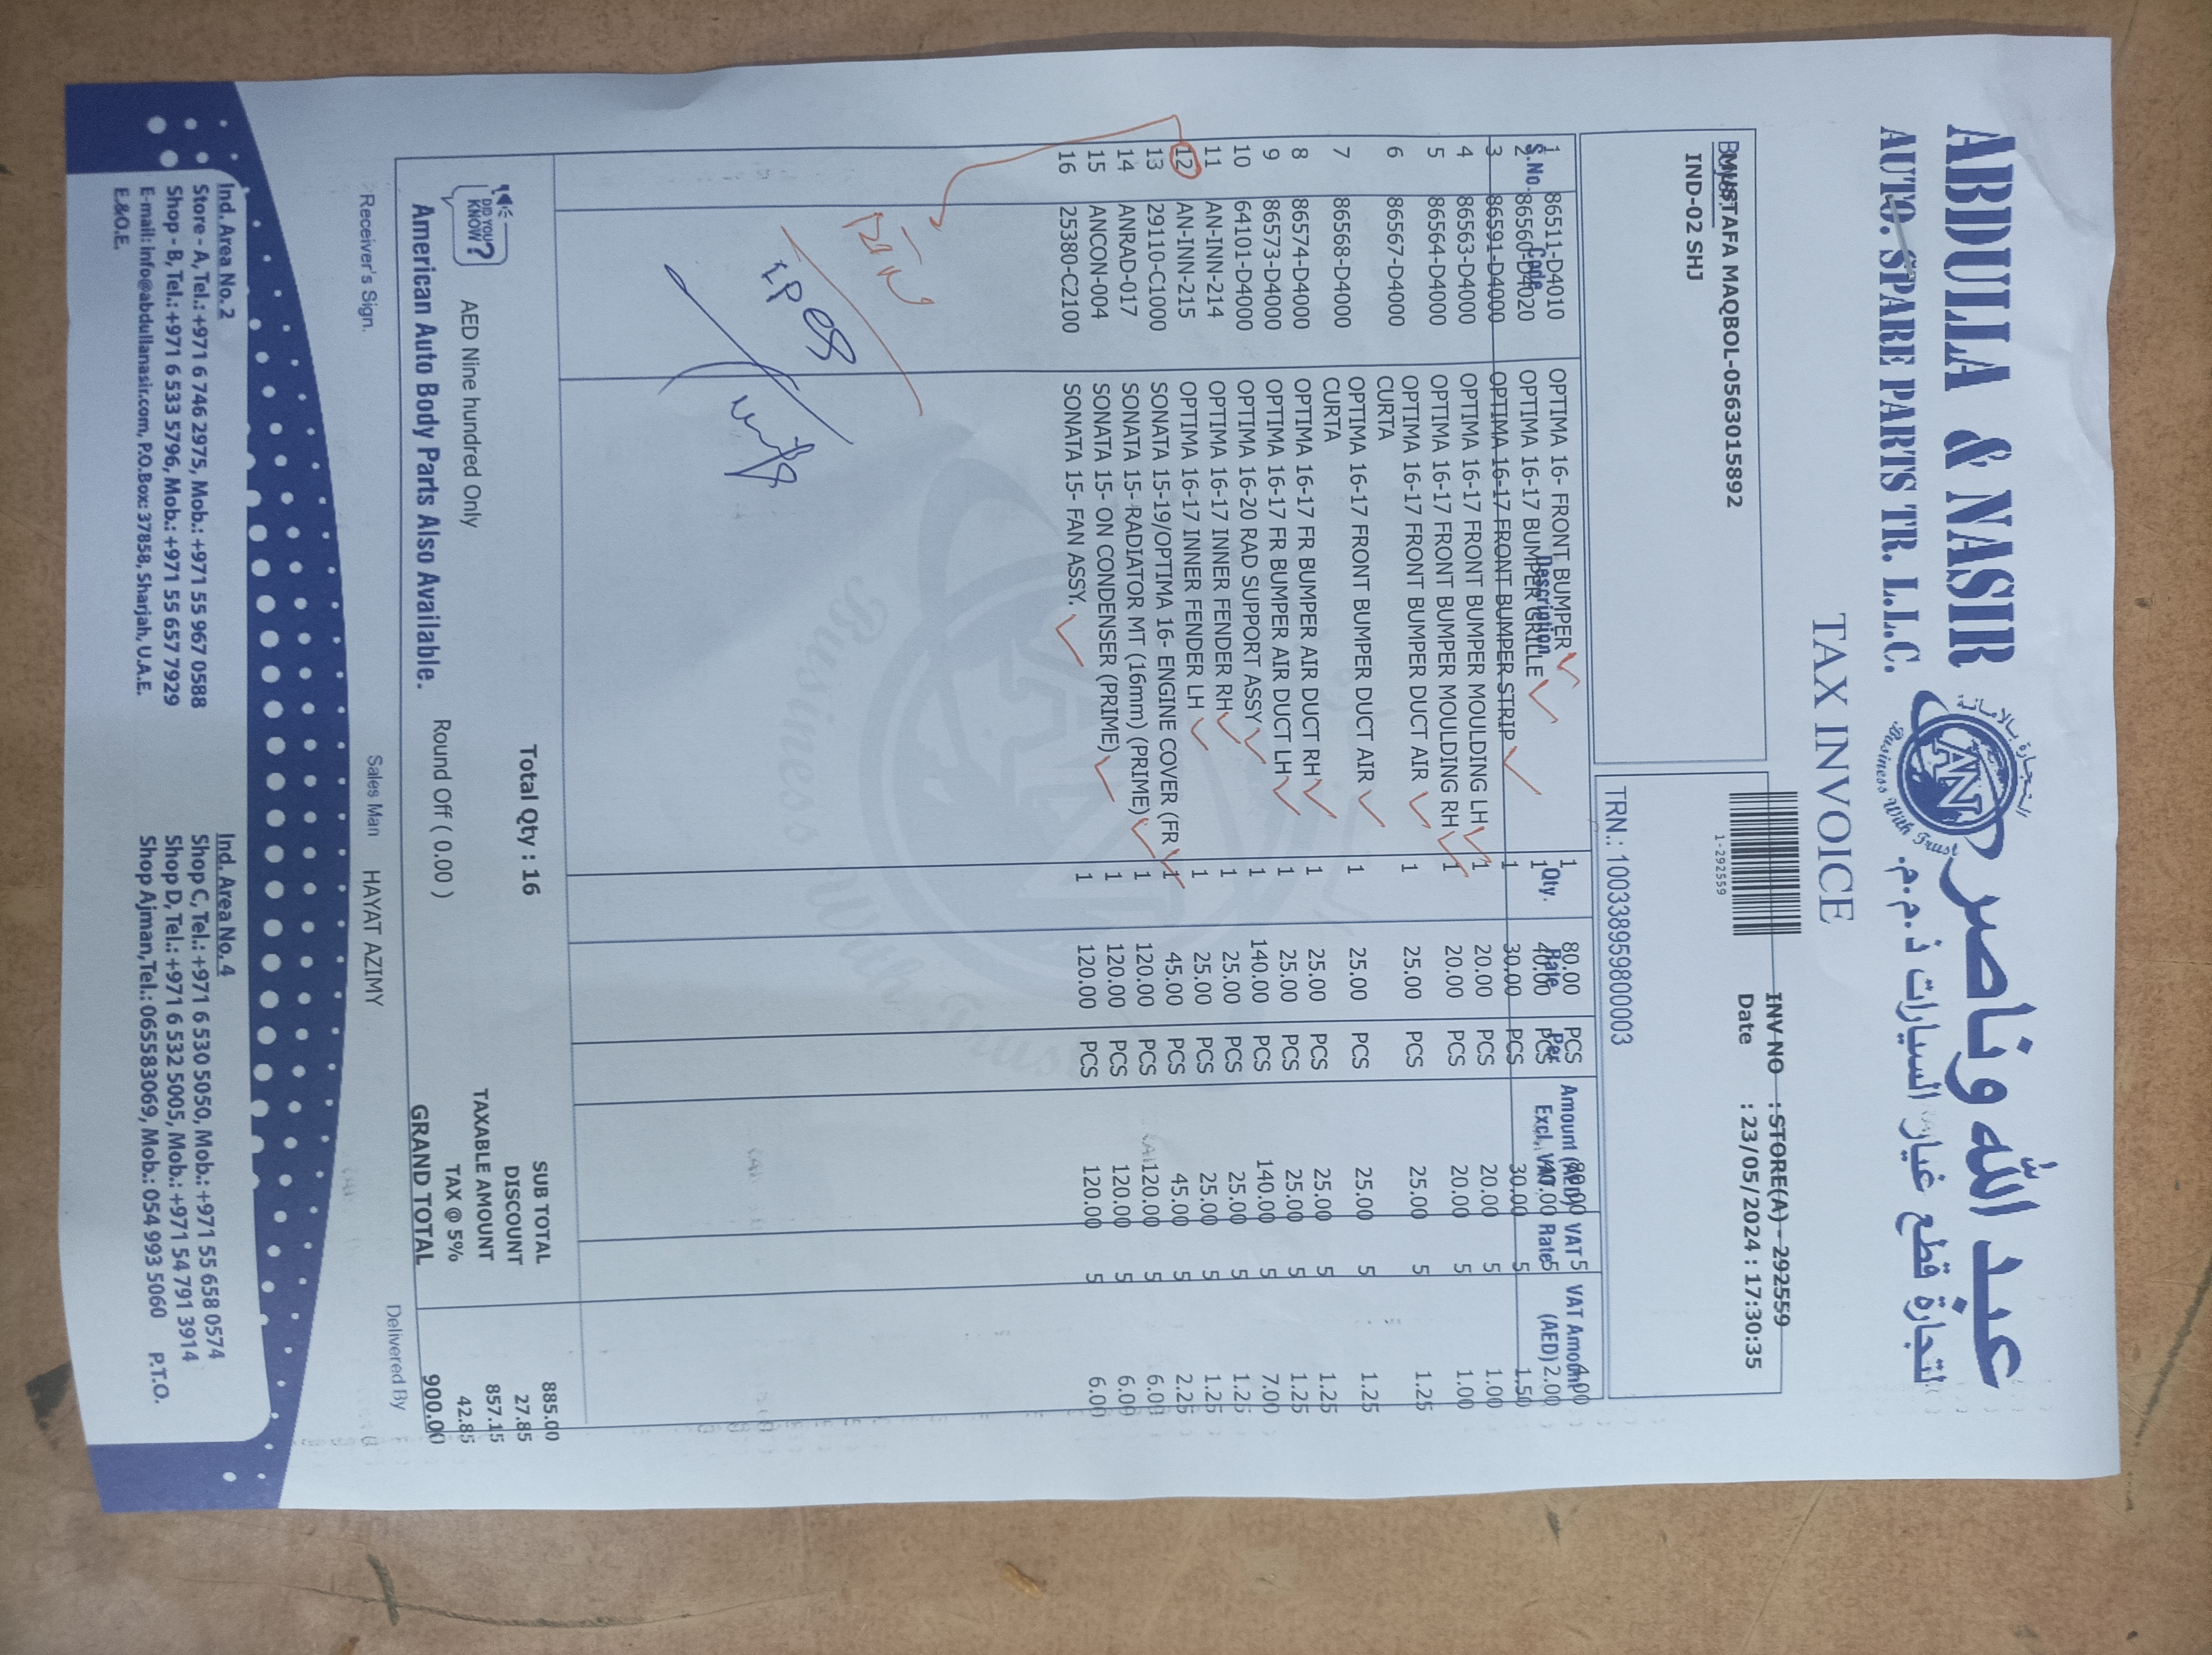 ABDULLA & NASIR
AUTO. SPARE PARTS TR. L.L.C.
عبد الله وناصر
لتجارة قطع غيار السيارات ذ.م.م.
التجارة بالأمانة
AN
Business With Trust
TAX INVOICE
1-292559
INV NO : STORE(A) - 292559
Date : 23/05/2024 : 17:30:35
MUSTAFA MAQBOL-0563015892
IND-02 SHJ
TRN.: 100338959800003
S.No. Code Description Qty. Rate Per Amount (AED) Excl. VAT VAT Rate VAT Amount (AED)
1 86511-D4010 OPTIMA 16- FRONT BUMPER 1 80.00 PCS 80.00 5 4.00
2 86560-D4020 OPTIMA 16-17 BUMPER GRILLE 1 40.00 PCS 40.00 5 2.00
3 86591-D4000 OPTIMA 16-17 FRONT BUMPER STRIP 1 30.00 PCS 30.00 5 1.50
4 86563-D4000 OPTIMA 16-17 FRONT BUMPER MOULDING LH 1 20.00 PCS 20.00 5 1.00
5 86564-D4000 OPTIMA 16-17 FRONT BUMPER MOULDING RH 1 20.00 PCS 20.00 5 1.00
6 86567-D4000 OPTIMA 16-17 FRONT BUMPER DUCT AIR 1 25.00 PCS 25.00 5 1.25
CURTA
7 86568-D4000 OPTIMA 16-17 FRONT BUMPER DUCT AIR 1 25.00 PCS 25.00 5 1.25
CURTA
8 86574-D4000 OPTIMA 16-17 FR BUMPER AIR DUCT RH 1 25.00 PCS 25.00 5 1.25
9 86573-D4000 OPTIMA 16-17 FR BUMPER AIR DUCT LH 1 25.00 PCS 25.00 5 1.25
10 64101-D4000 OPTIMA 16-20 RAD SUPPORT ASSY 1 140.00 PCS 140.00 5 7.00
11 AN-INN-214 OPTIMA 16-17 INNER FENDER RH 1 25.00 PCS 25.00 5 1.25
12 AN-INN-215 OPTIMA 16-17 INNER FENDER LH 1 25.00 PCS 25.00 5 1.25
13 29110-C1000 SONATA 15-19/OPTIMA 16- ENGINE COVER (FR 1 45.00 PCS 45.00 5 2.25
14 ANRAD-017 SONATA 15- RADIATOR MT (16mm) (PRIME) 1 120.00 PCS 120.00 5 6.00
15 ANCON-004 SONATA 15- ON CONDENSER (PRIME) 1 120.00 PCS 120.00 5 6.00
16 25380-C2100 SONATA 15- FAN ASSY. 1 120.00 PCS 120.00 5 6.00
Business With Trust
Total Qty : 16
SUB TOTAL 885.00
DISCOUNT 27.85
TAXABLE AMOUNT 857.15
TAX @ 5% 42.85
GRAND TOTAL 900.00
DID YOU KNOW?
AED Nine hundred Only
Round Off ( 0.00 )
American Auto Body Parts Also Available.
Receiver's Sign.
Sales Man HAYAT AZIMY
Delivered By
Ind. Area No. 2
Store - A, Tel.: +971 6 746 2975, Mob.: +971 55 967 0588
Shop - B, Tel.: +971 6 533 5796, Mob.: +971 55 657 7929
E-mail: info@abdullanasir.com, P.O.Box: 37858, Sharjah, U.A.E.
E.&O.E.
Ind. Area No. 4
Shop C, Tel.: +971 6 530 5050, Mob.: +971 55 658 0574
Shop D, Tel.: +971 6 532 5005, Mob.: +971 54 791 3914
Shop Ajman, Tel.: 065583069, Mob.: 054 993 5060
P.T.O.